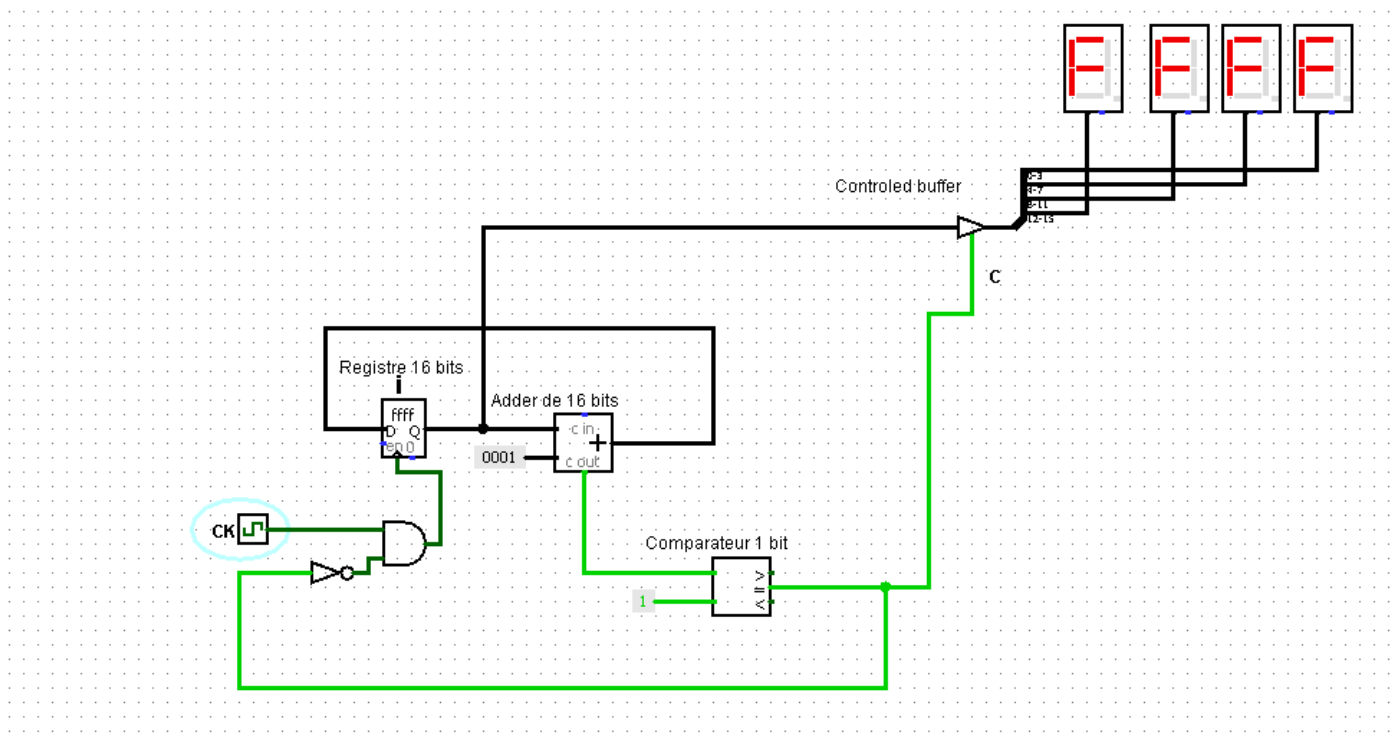 F F F F
0-3
4-7
8-11
12-15
Controled buffer
C
Registre 16 bits
i
ffff
D Q
en 0
Adder de 16 bits
c in
+
c out
0001
CK
Comparateur 1 bit
>
=
<
1